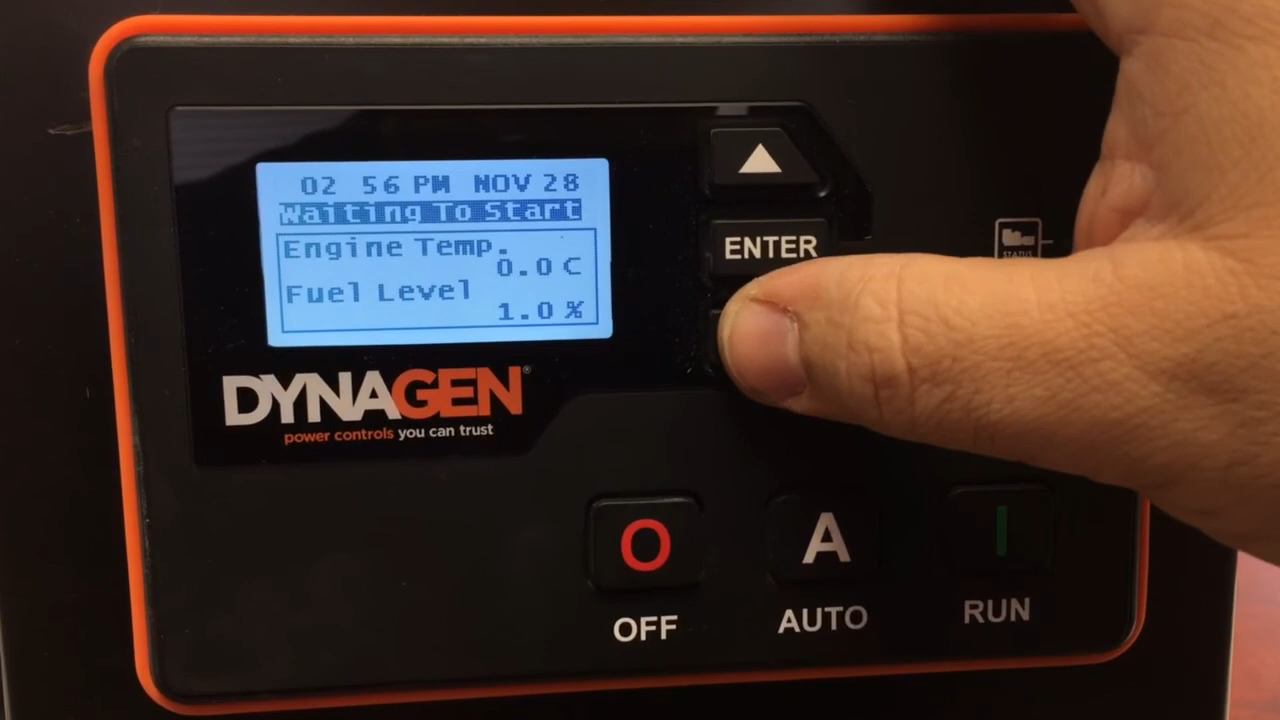 02 56 PM NOV 28
Waiting To Start
Engine Temp.
0.0 C
Fuel Level
1.0 %
DYNAGEN®
power controls you can trust
ENTER
STATUS
O
A
I
OFF
AUTO
RUN